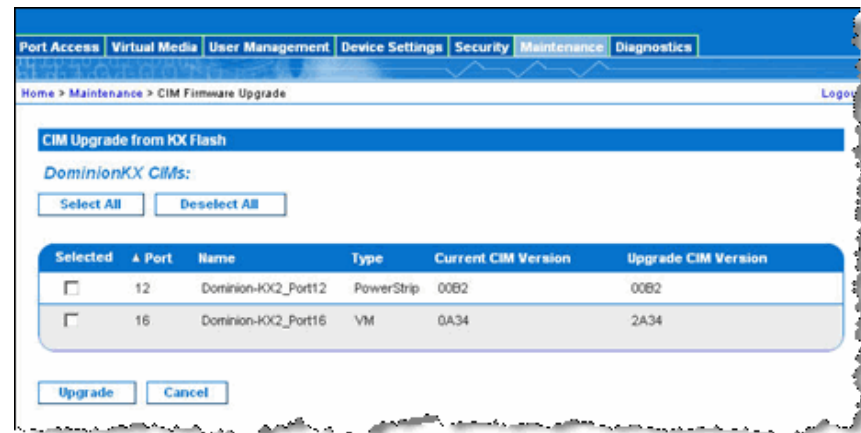 Port Access Virtual Media User Management Device Settings Security Maintenance Diagnostics
Home > Maintenance > CIM Firmware Upgrade
CIM Upgrade from KX Flash
DominionKX CIMs:
Select All Deselect All
Selected ▲ Port Name Type Current CIM Version Upgrade CIM Version
12 Dominion-KX2_Port12 PowerStrip 00B2 00B2
16 Dominion-KX2_Port16 VM 0A34 2A34
Upgrade Cancel